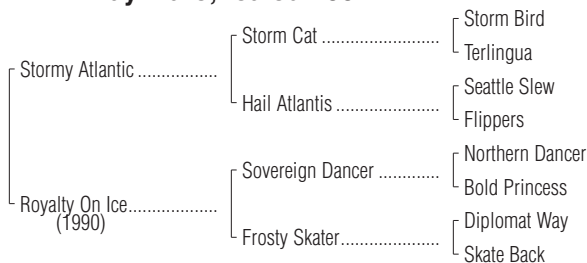 Storm Bird
Storm Cat ........................
Terlingua
Stormy Atlantic ................
Seattle Slew
Hail Atlantis .....................
Flippers
Northern Dancer
Sovereign Dancer ............
Bold Princess
Royalty On Ice..................
(1990)
Diplomat Way
Frosty Skater....................
Skate Back